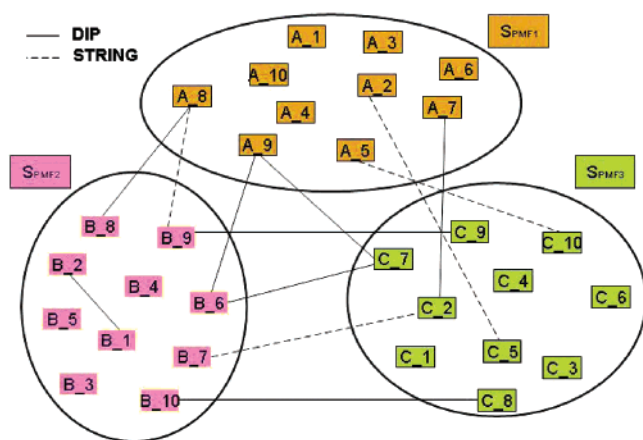 DIP
STRING
SPMF1
A_1
A_3
A_6
A_10
A_2
A_8
A_4
A_7
A_9
A_5
SPMF2
SPMF3
B_8
B_9
B_2
B_4
B_6
B_5
B_1
B_7
B_3
B_10
C_9
C_10
C_7
C_4
C_6
C_2
C_1
C_5
C_3
C_8